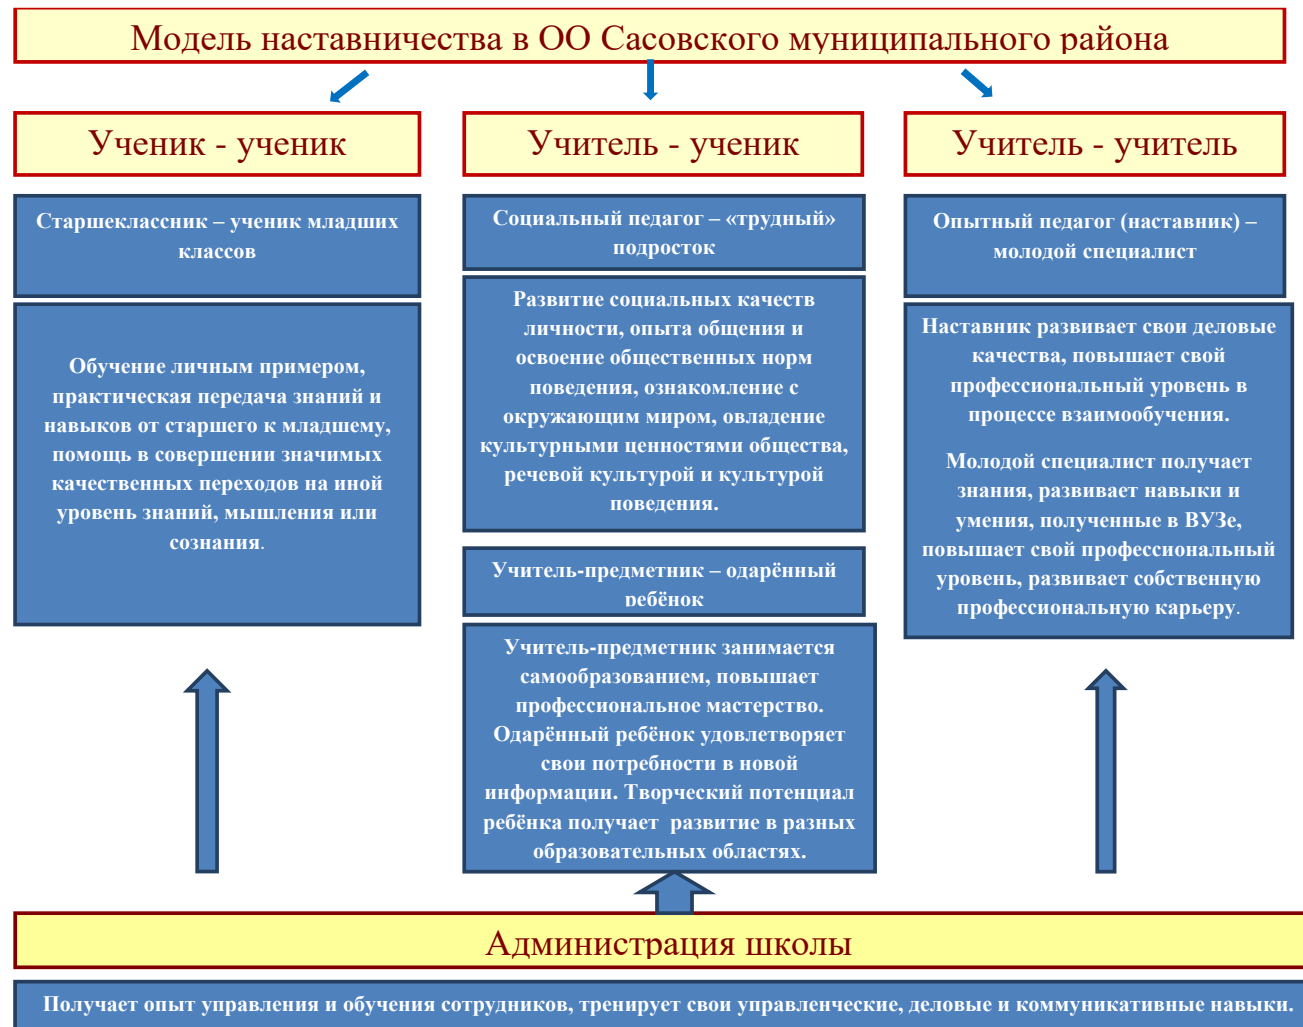 Модель наставничества в ОО Сасовского муниципального района
Ученик - ученик
Старшеклассник – ученик младших
классов
Обучение личным примером,
практическая передача знаний и
навыков от старшего к младшему,
помощь в совершении значимых
качественных переходов на иной
уровень знаний, мышления или
сознания.
Учитель - ученик
Социальный педагог – «трудный»
подросток
Развитие социальных качеств
личности, опыта общения и
освоение общественных норм
поведения, ознакомление с
окружающим миром, овладение
культурными ценностями общества,
речевой культурой и культурой
поведения.
Учитель-предметник – одарённый
ребёнок
Учитель-предметник занимается
самообразованием, повышает
профессиональное мастерство.
Одарённый ребёнок удовлетворяет
свои потребности в новой
информации. Творческий потенциал
ребёнка получает  развитие в разных
образовательных областях.
Учитель - учитель
Опытный педагог (наставник) –
молодой специалист
Наставник развивает свои деловые
качества, повышает свой
профессиональный уровень в
процессе взаимообучения.
Молодой специалист получает
знания, развивает навыки и
умения, полученные в ВУЗе,
повышает свой профессиональный
уровень, развивает собственную
профессиональную карьеру.
Администрация школы
Получает опыт управления и обучения сотрудников, тренирует свои управленческие, деловые и коммуникативные навыки.